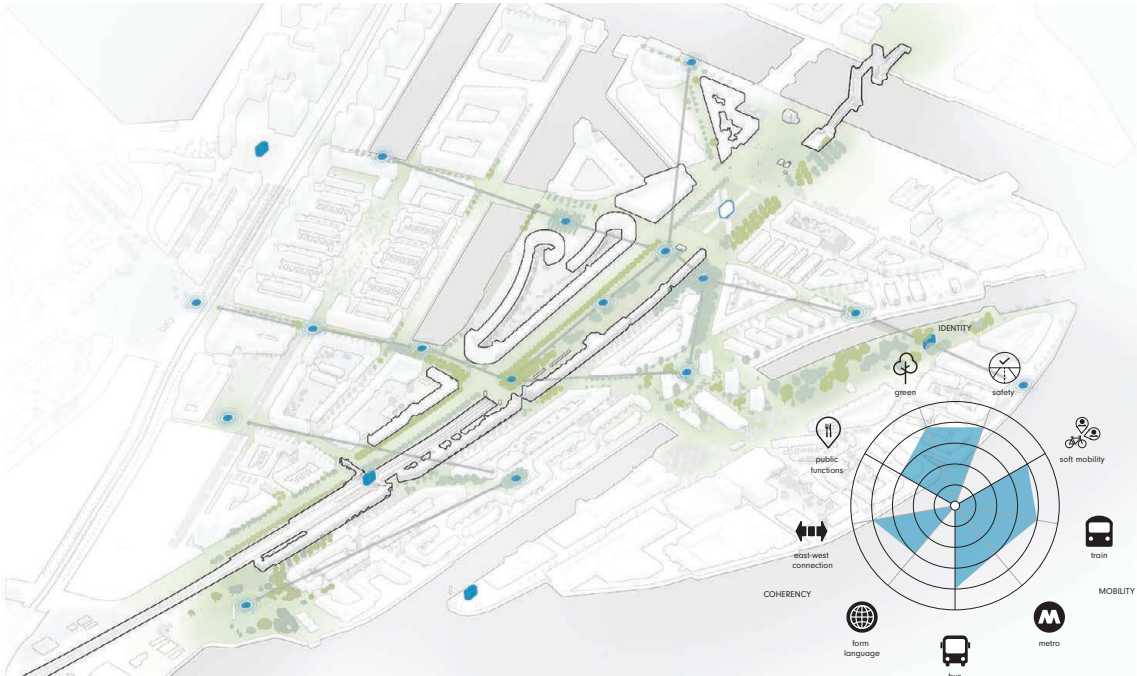 IDENTITY
green
safety
public
functions
soft mobility
east-west
connection
train
COHERENCY
MOBILITY
form
language
M
metro
bus